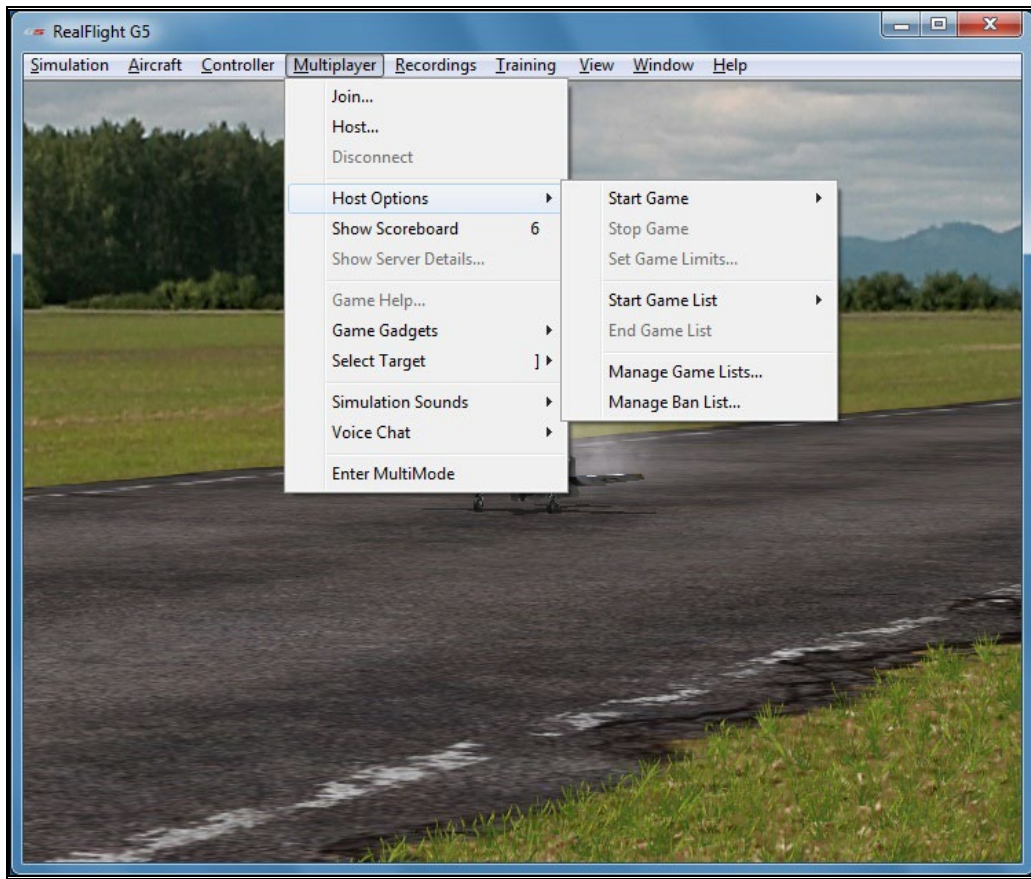 RealFlight G5
Simulation Aircraft Controller Multiplayer Recordings Training View Window Help
Join...
Host...
Disconnect
Host Options
Show Scoreboard 6
Show Server Details...
Game Help...
Game Gadgets
Select Target ]
Simulation Sounds
Voice Chat
Enter MultiMode
Start Game
Stop Game
Set Game Limits...
Start Game List
End Game List
Manage Game Lists...
Manage Ban List...